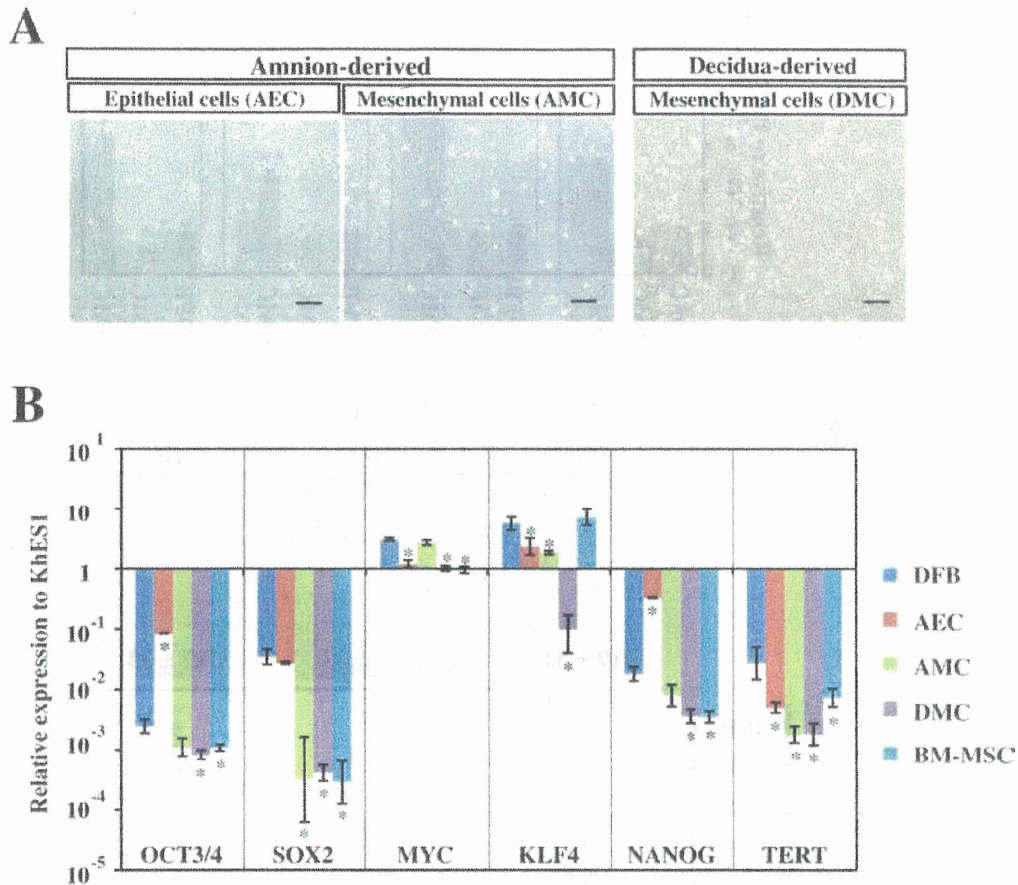 A
Amnion-derived
Decidua-derived
Epithelial cells (AEC)
Mesenchymal cells (AMC)
Mesenchymal cells (DMC)
B
Relative expression to KhES1
10 1
10
1
10 -1
10 -2
10 -3
10 -4
10 -5
* * * * * * * * * * * * * * * * * *
OCT3/4
SOX2
MYC
KLF4
NANOG
TERT
DFB
AEC
AMC
DMC
BM-MSC